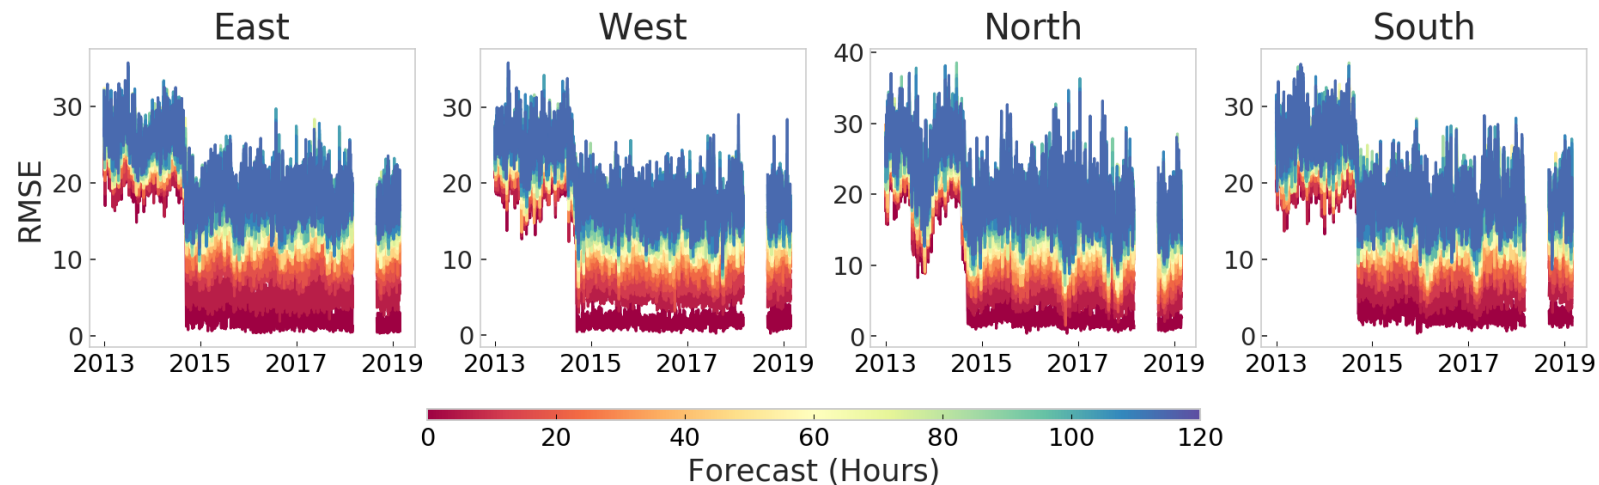 East West North South
RMSE
30 20 10 0
30 20 10 0
40 30 20 10 0
30 20 10 0
2013 2015 2017 2019 2013 2015 2017 2019 2013 2015 2017 2019 2013 2015 2017 2019
0 20 40 60 80 100 120
Forecast (Hours)